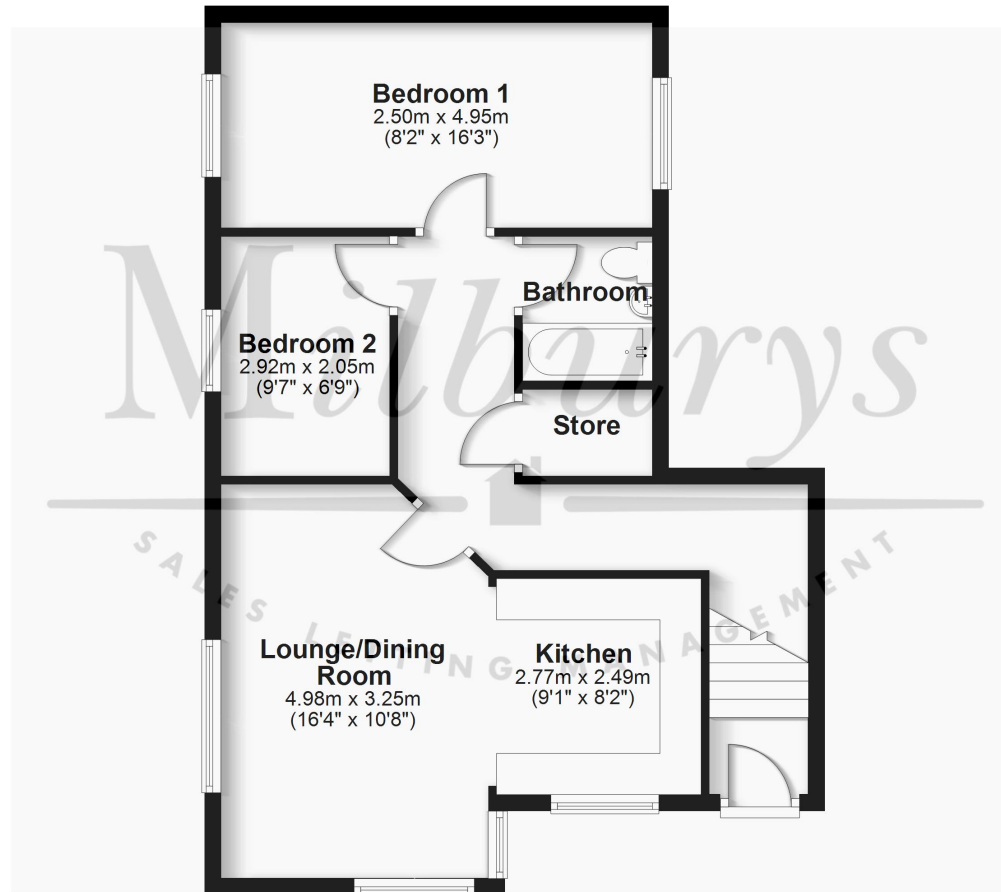 Bedroom 1
2.50m x 4.95m
(8'2" x 16'3")
Bathroom
Bedroom 2
2.92m x 2.05m
(9'7" x 6'9")
Milburys
Store
SALES LETTING MANAGEMENT
Lounge/Dining
Room
4.98m x 3.25m
(16'4" x 10'8")
Kitchen
2.77m x 2.49m
(9'1" x 8'2")